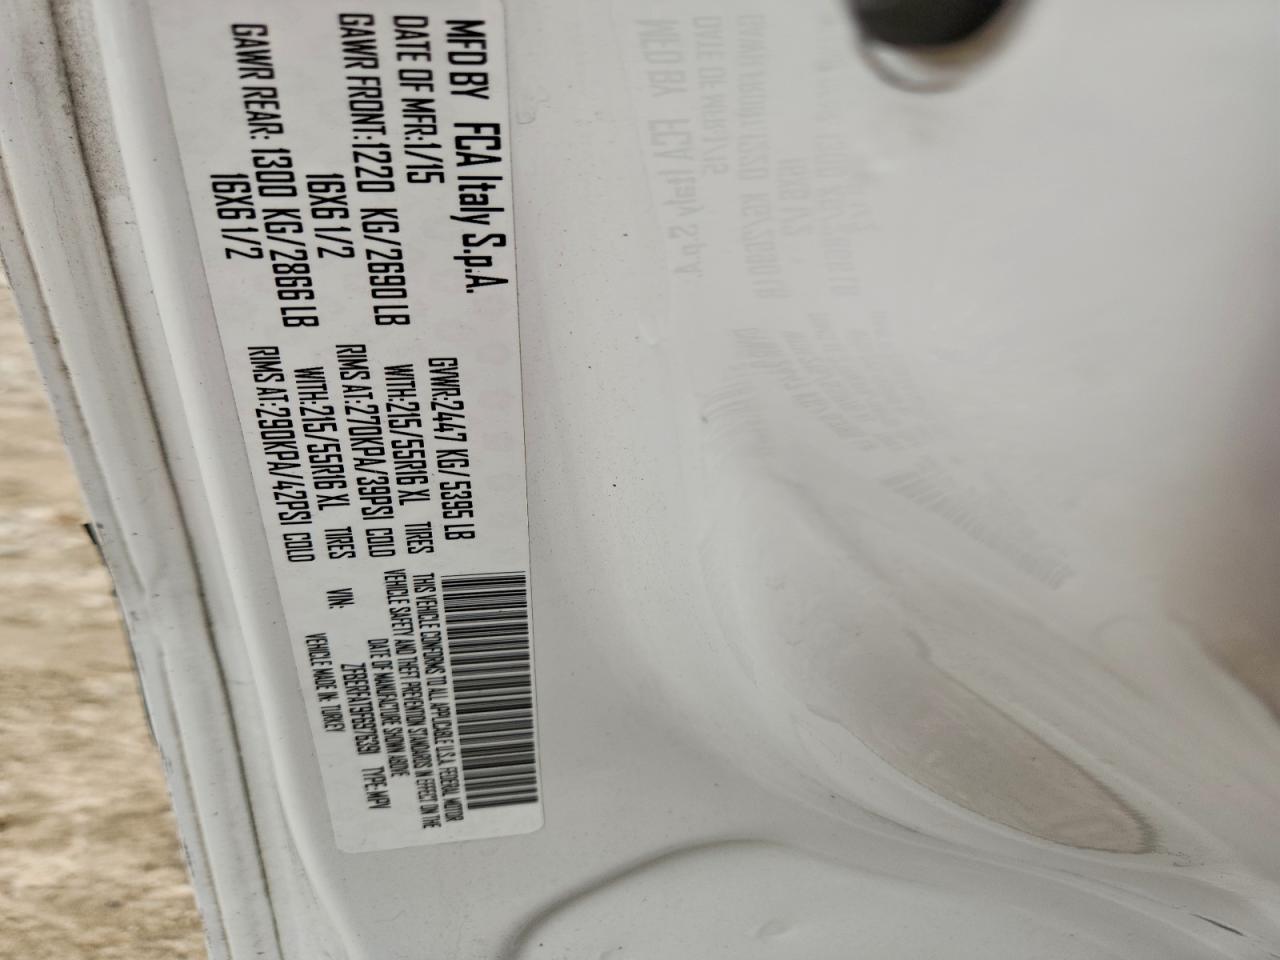 MFD BY FCA Italy S.p.A.
DATE OF MFR:1/15
GVWR:2447 KG/5395 LB
GAWR FRONT:1220 KG/2690 LB
WITH:215/55R16 XL TIRES
16X6 1/2
RIMS AT:270KPA/39PSI COLD
GAWR REAR: 1300 KG/2866 LB
WITH:215/55R16 XL TIRES
16X6 1/2
RIMS AT:290KPA/42PSI COLD
THIS VEHICLE CONFORMS TO ALL APPLICABLE U.S.A. FEDERAL MOTOR
VEHICLE SAFETY AND THEFT PREVENTION STANDARDS IN EFFECT ON THE
DATE OF MANUFACTURE SHOWN ABOVE
VIN: ZFBERFAT9F6976391 TYPE:MPV
VEHICLE MADE IN: TURKEY